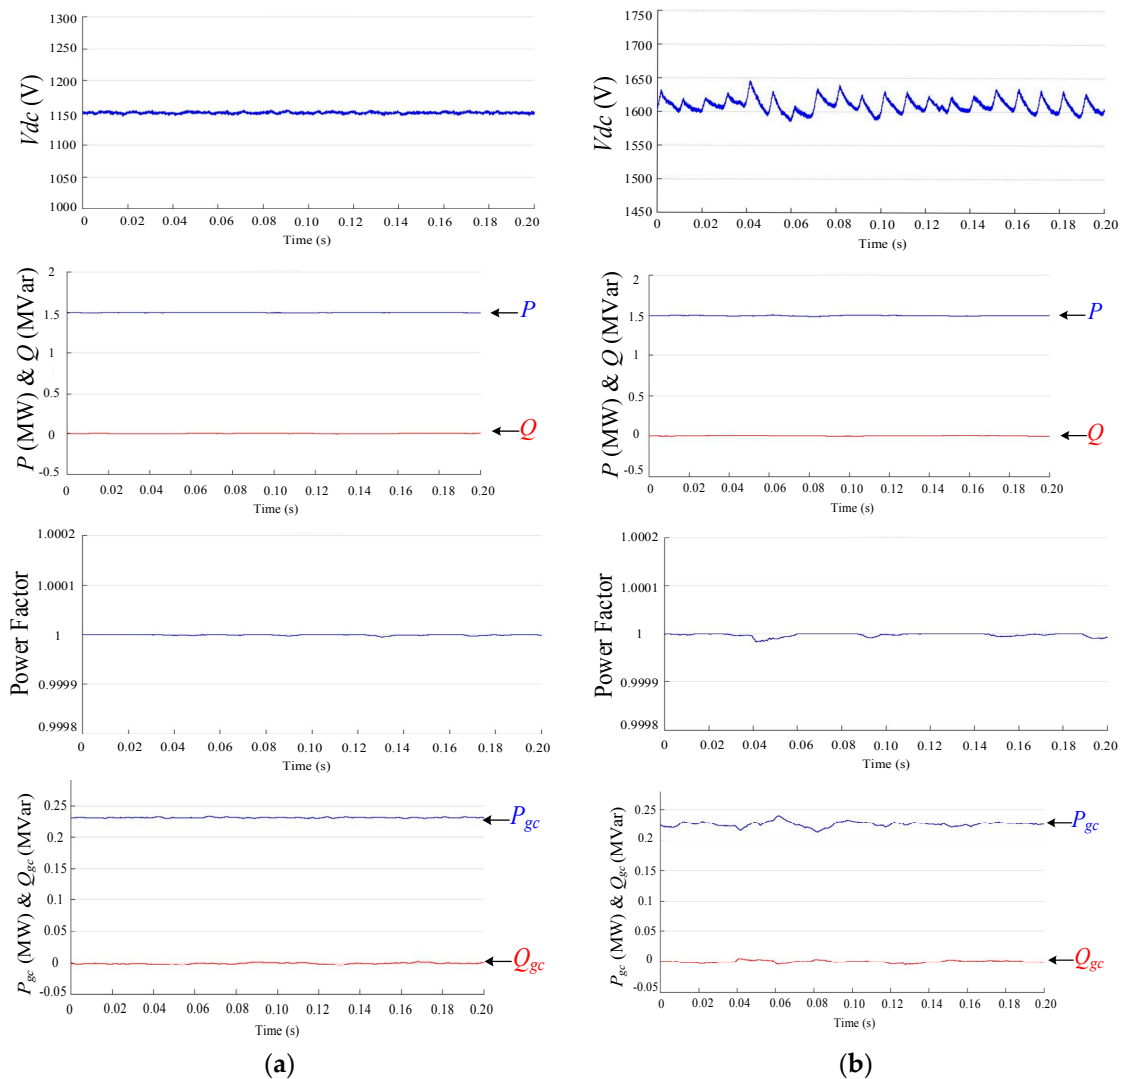 1300
1250
1200
1150
1100
1050
1000
Vdc (V)
0 0.02 0.04 0.06 0.08 0.10 0.12 0.14 0.16 0.18 0.20
Time (s)
1750
1700
1650
1600
1550
1500
1450
Vdc (V)
0 0.02 0.04 0.06 0.08 0.10 0.12 0.14 0.16 0.18 0.20
Time (s)
2
1.5
1
0.5
0
-0.5
P (MW) & Q (MVar)
P
Q
0 0.02 0.04 0.06 0.08 0.10 0.12 0.14 0.16 0.18 0.20
Time (s)
2
1.5
1
0.5
0
-0.5
P (MW) & Q (MVar)
P
Q
0 0.02 0.04 0.06 0.08 0.10 0.12 0.14 0.16 0.18 0.20
Time (s)
1.0002
1.0001
1
0.9999
0.9998
Power Factor
0 0.02 0.04 0.06 0.08 0.10 0.12 0.14 0.16 0.18 0.20
Time (s)
1.0002
1.0001
1
0.9999
0.9998
Power Factor
0 0.02 0.04 0.06 0.08 0.10 0.12 0.14 0.16 0.18 0.20
Time (s)
0.25
0.2
0.15
0.1
0.05
0
-0.05
Pgc (MW) & Qgc (MVar)
Pgc
Qgc
0 0.02 0.04 0.06 0.08 0.10 0.12 0.14 0.16 0.18 0.20
Time (s)
0.25
0.2
0.15
0.1
0.05
0
-0.05
Pgc (MW) & Qgc (MVar)
Pgc
Qgc
0 0.02 0.04 0.06 0.08 0.10 0.12 0.14 0.16 0.18 0.20
Time (s)
(a)
(b)